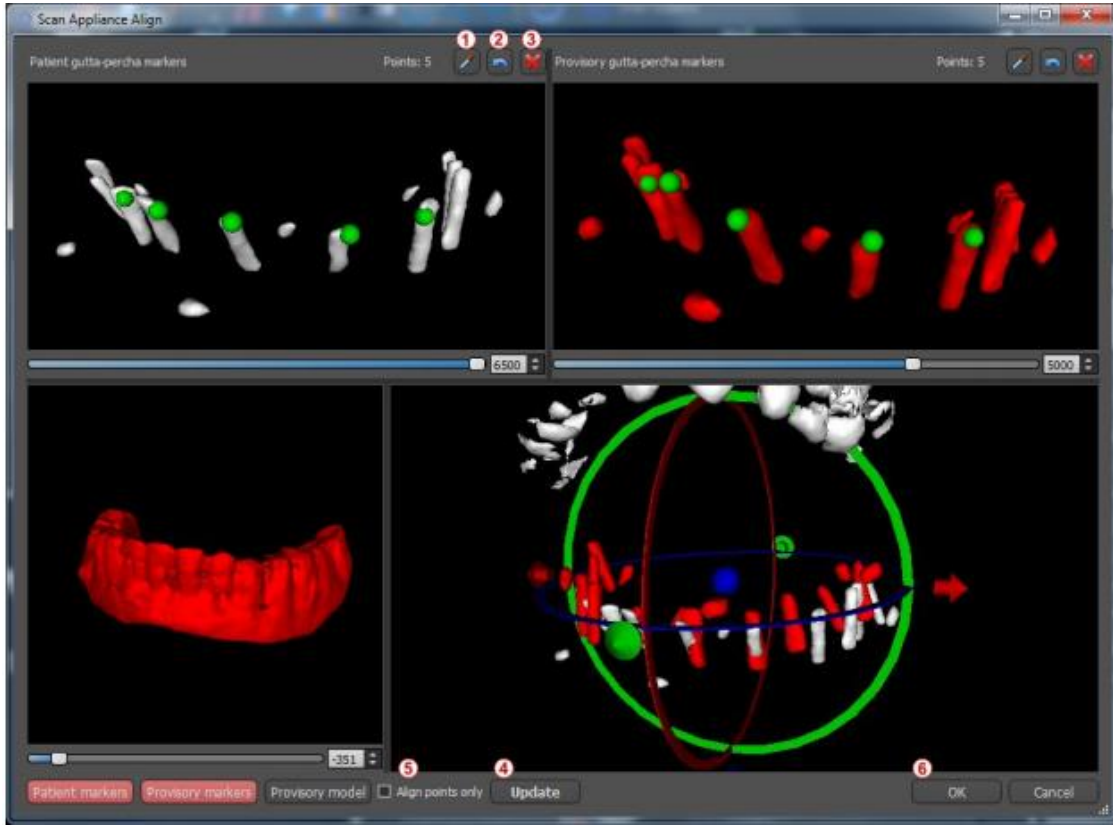 Scan Appliance Align
1 2 3
Patient gutta-percha markers Points: 5 Provisory gutta-percha markers Points: 5
6500 5000
-351
5 4 6
Patient markers Provisory markers Provisory model Align points only Update OK Cancel